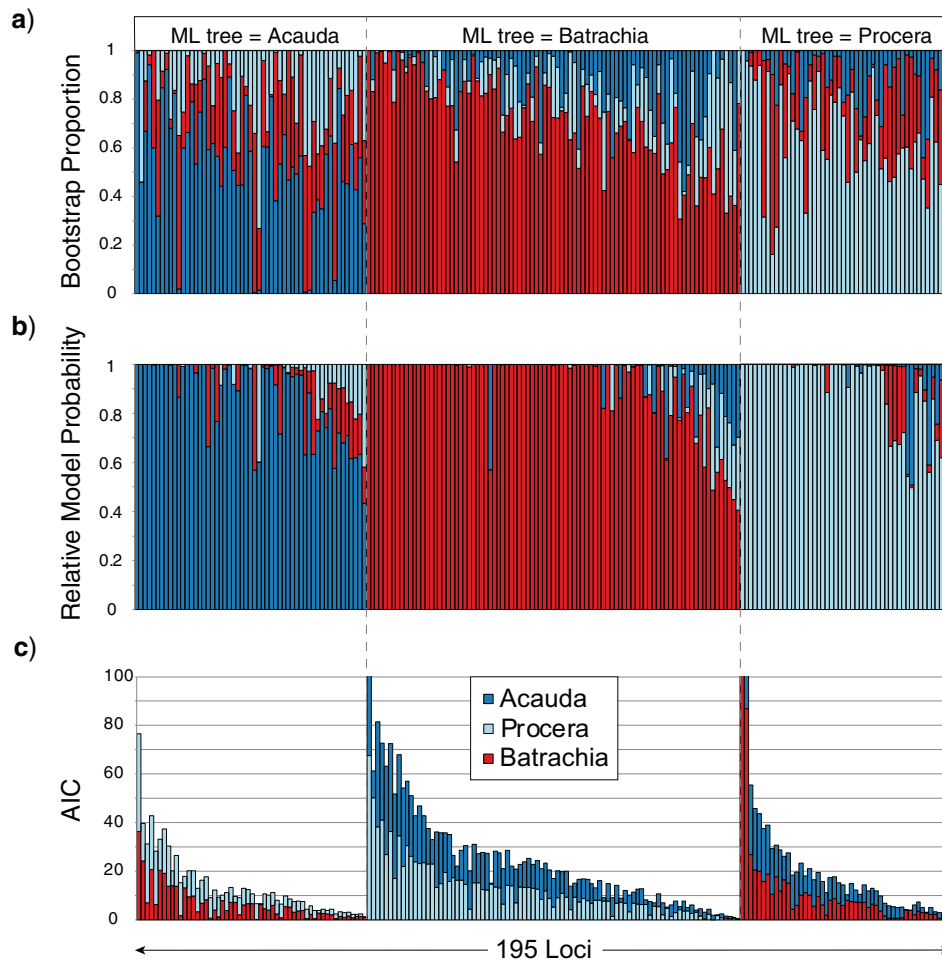 a)
ML tree = Acauda
ML tree = Batrachia
ML tree = Procera
Bootstrap Proportion
1
0.8
0.6
0.4
0.2
0
b)
Relative Model Probability
1
0.8
0.6
0.4
0.2
0
c)
AIC
100
80
60
40
20
0
Acauda
Procera
Batrachia
195 Loci